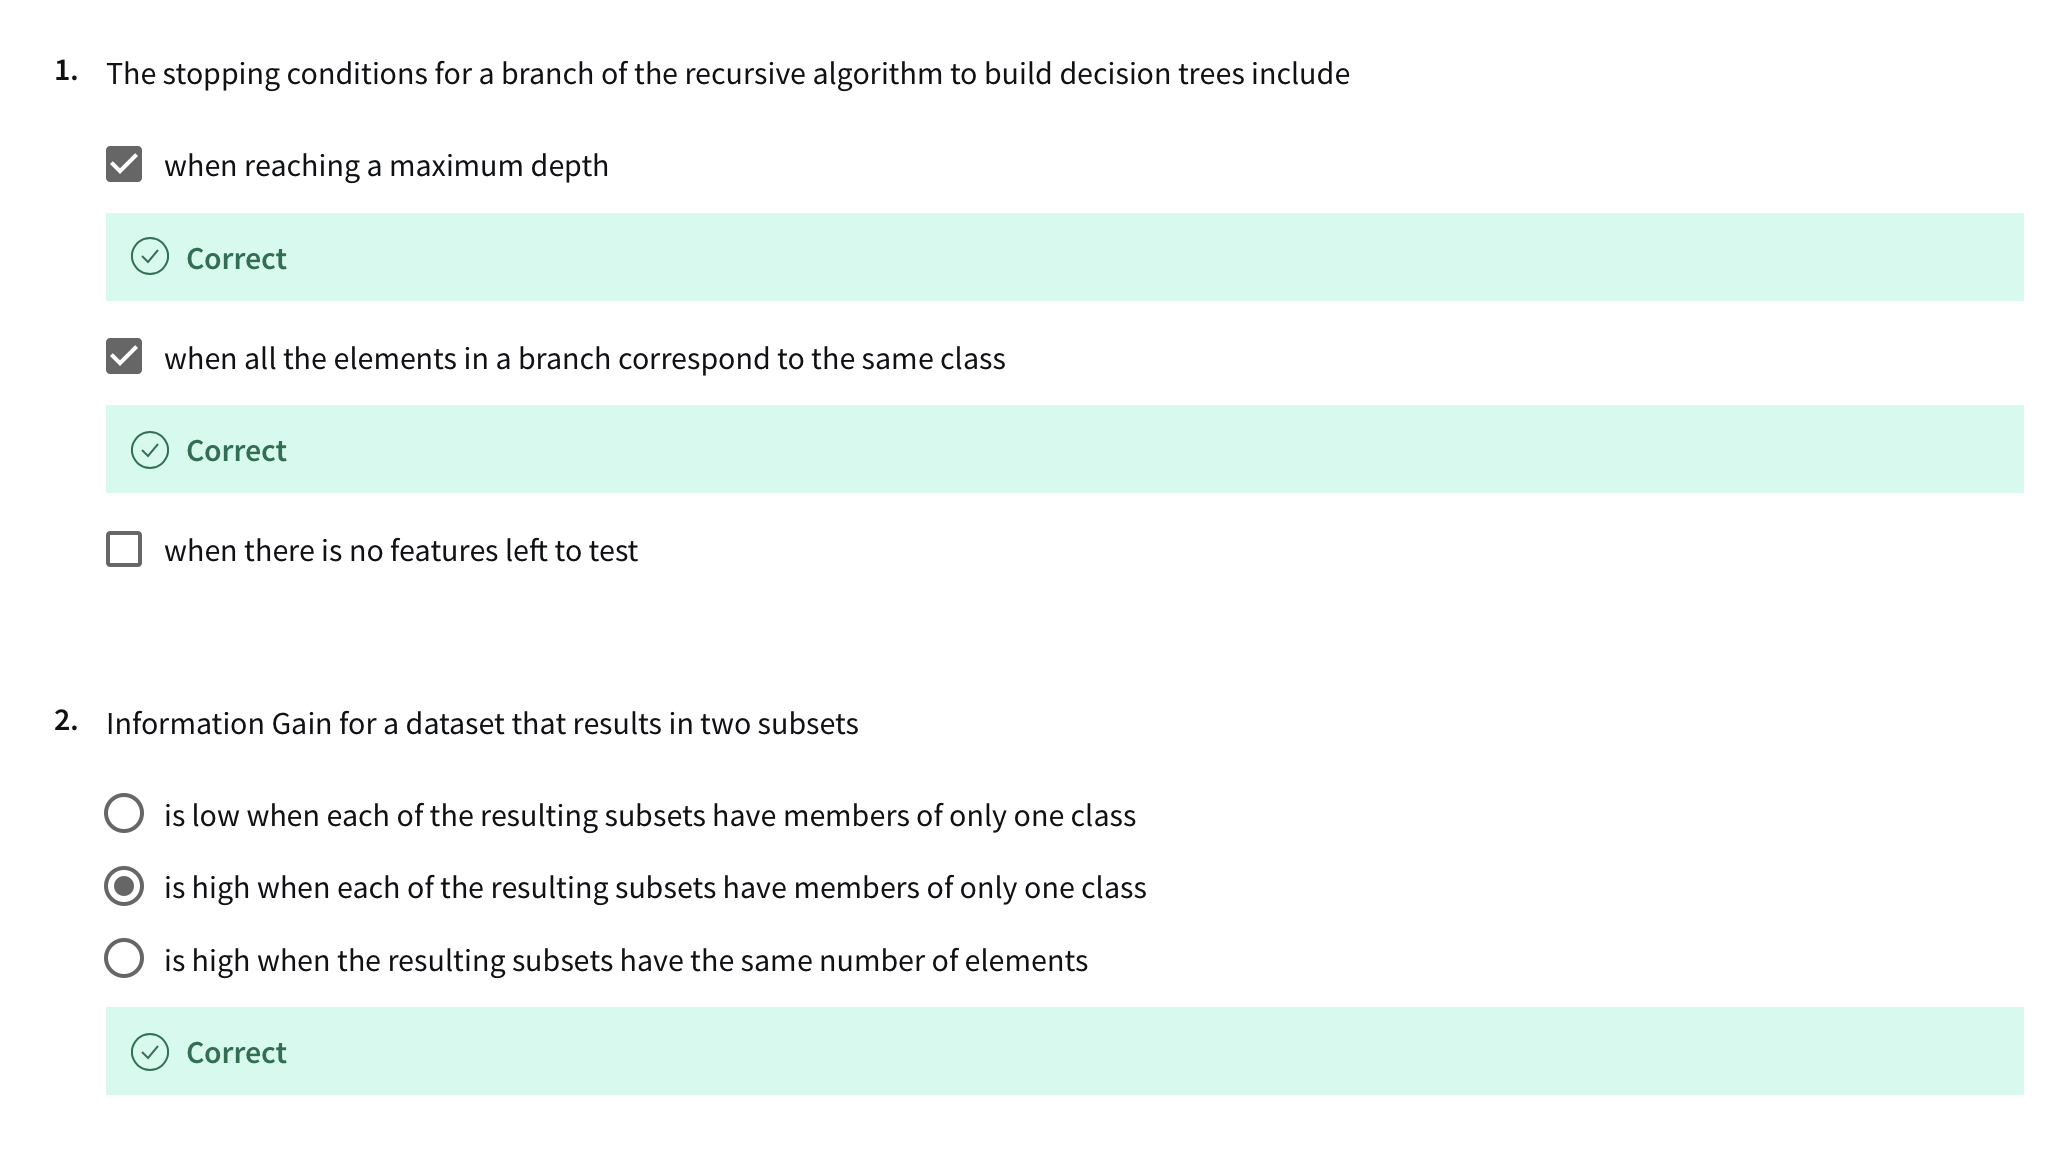 1. The stopping conditions for a branch of the recursive algorithm to build decision trees include
when reaching a maximum depth
Correct
when all the elements in a branch correspond to the same class
Correct
when there is no features left to test
2. Information Gain for a dataset that results in two subsets
is low when each of the resulting subsets have members of only one class
is high when each of the resulting subsets have members of only one class
is high when the resulting subsets have the same number of elements
Correct